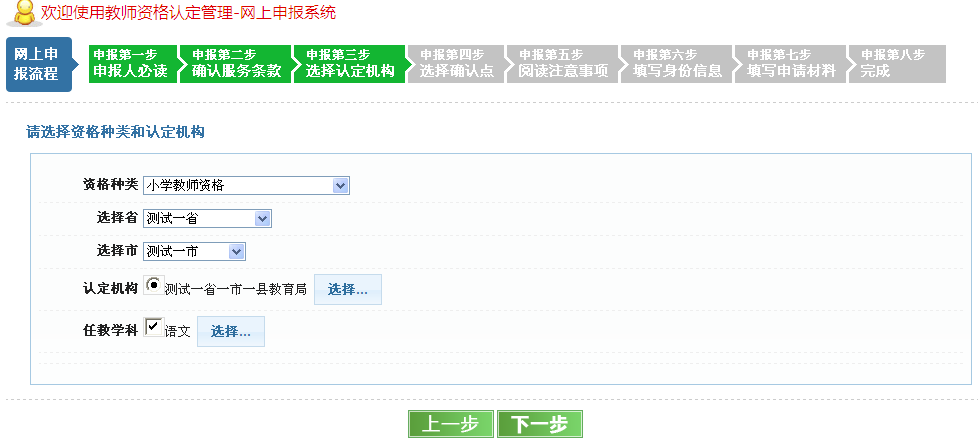 欢迎使用教师资格认定管理-网上申报系统
网上申
报流程
申报第一步
申报人必读
申报第二步
确认服务条款
申报第三步
选择认定机构
申报第四步
选择确认点
申报第五步
阅读注意事项
申报第六步
填写身份信息
申报第七步
填写申请材料
申报第八步
完成
请选择资格种类和认定机构
资格种类 小学教师资格
选择省 测试一省
选择市 测试一市
认定机构 测试一省一市一县教育局 选择...
任教学科 语文 选择...
上一步 下一步